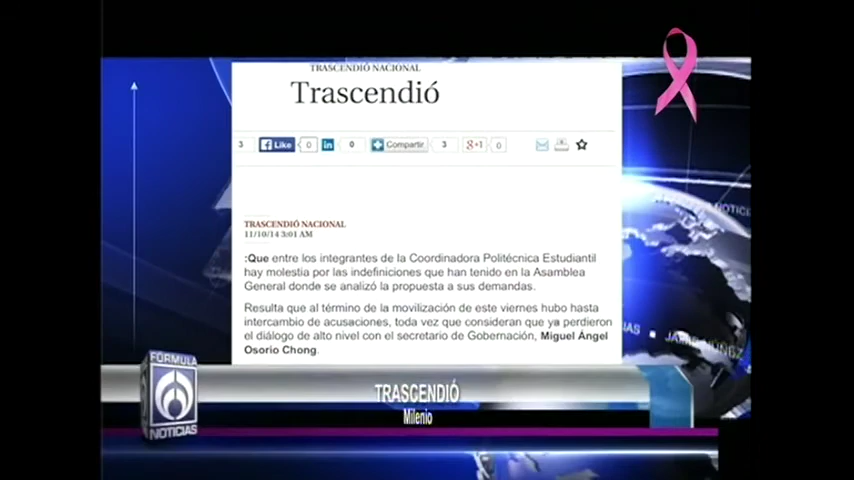 TRASCENDIÓ NACIONAL
Trascendió
3 Like 0 0 Compartir 3 g+1 0
TRASCENDIÓ NACIONAL
11/10/14 3:01 AM
:Que entre los integrantes de la Coordinadora Politécnica Estudiantil
hay molestia por las indefiniciones que han tenido en la Asamblea
General donde se analizó la propuesta a sus demandas.
Resulta que al término de la movilización de este viernes hubo hasta
intercambio de acusaciones, toda vez que consideran que ya perdieron
el diálogo de alto nivel con el secretario de Gobernación, Miguel Ángel
Osorio Chong.
TRASCENDIÓ
Milenio
FÓRMULA
NOTICIAS